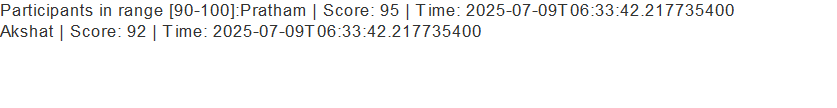 Participants in range [90-100]:Pratham | Score: 95 | Time: 2025-07-09T06:33:42.217735400
Akshat | Score: 92 | Time: 2025-07-09T06:33:42.217735400